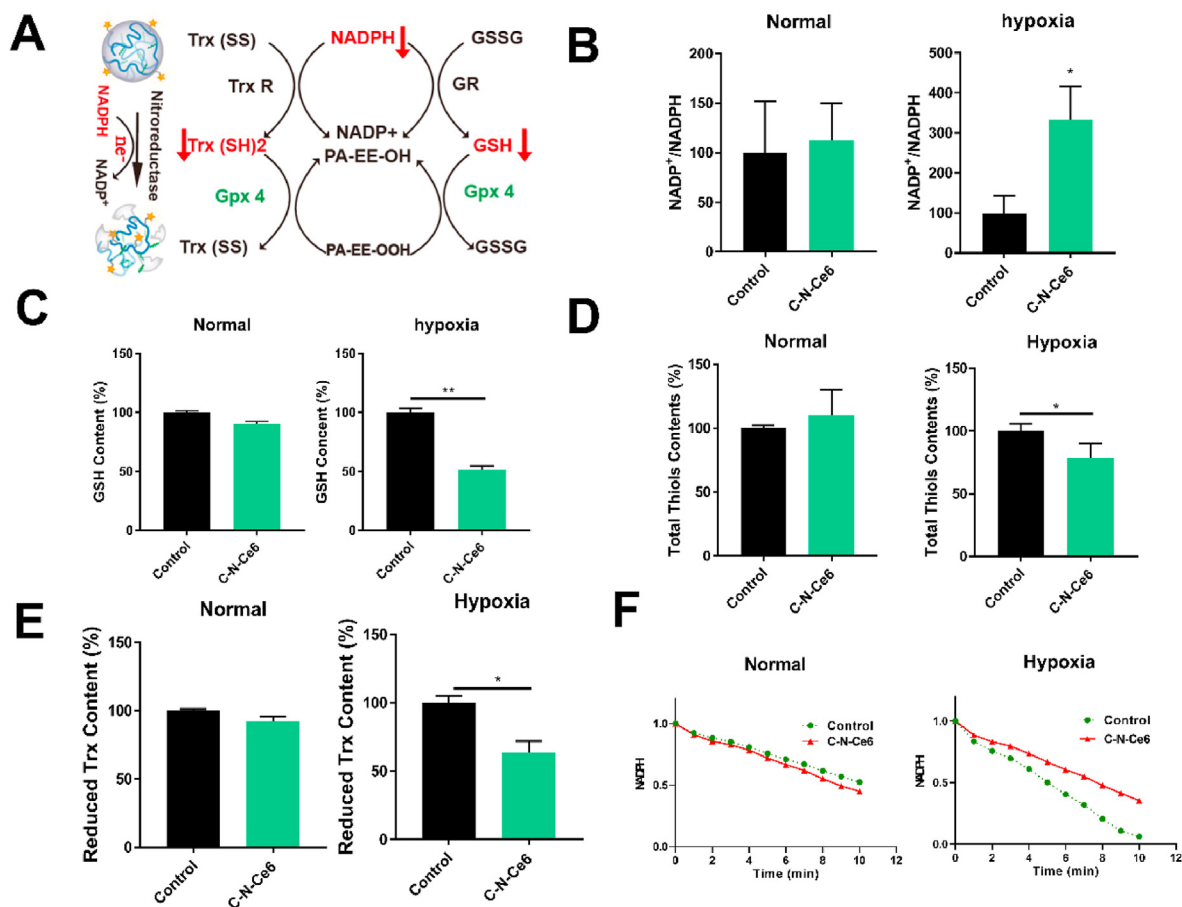 A
Trx (SS)
NADPH
GSSG
Trx R
GR
NADPH
ne-
NADP+
Nitroreductase
NADP+
Trx (SH)2
PA-EE-OH
GSH
Gpx 4
Gpx 4
Trx (SS)
PA-EE-OOH
GSSG
B
Normal
hypoxia
NADP+/NADPH
200
150
100
50
0
Control
C-N-Ce6
NADP+/NADPH
500
400
300
200
100
0
*
Control
C-N-Ce6
C
Normal
hypoxia
GSH Content (%)
150
100
50
0
Control
C-N-Ce6
GSH Concent (%)
150
100
50
0
**
Control
C-N-Ce6
D
Normal
Hypoxia
Total Thiols Contents (%)
150
100
50
0
Control
C-N-Ce6
Total Thiols Contents (%)
150
100
50
0
*
Control
C-N-Ce6
E
Normal
Hypoxia
Reduced Trx Content (%)
150
100
50
0
Control
C-N-Ce6
Reduced Trx Content (%)
150
100
50
0
*
Control
C-N-Ce6
F
Normal
Hypoxia
NADPH
1.0
0.5
0.0
Control
C-N-Ce6
0 2 4 6 8 10 12
Time (min)
NADPH
1.0
0.5
0.0
Control
C-N-Ce6
0 2 4 6 8 10 12
Time (min)